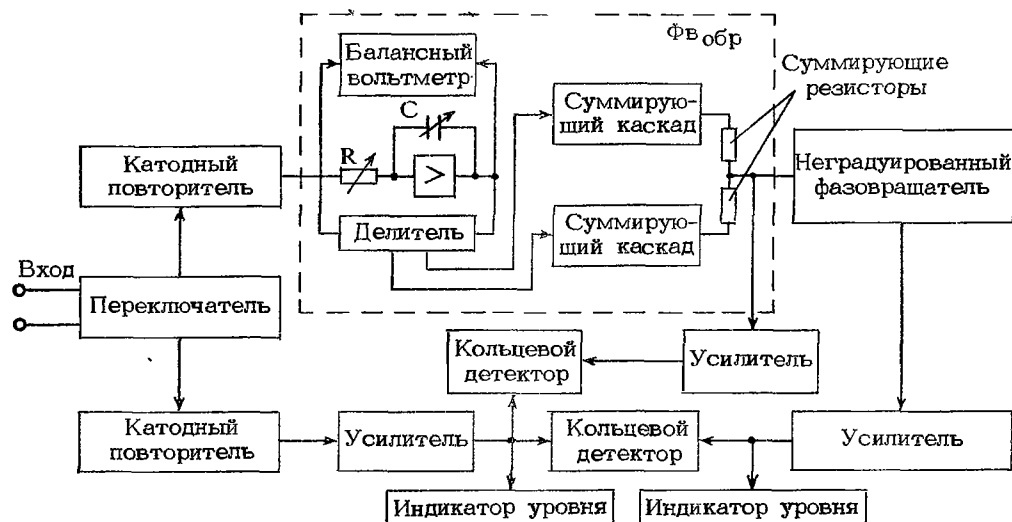 Фв обр
Балансный
вольтметр
Суммирующие
резисторы
C
Суммирую-
щий каскад
R
>
Катодный
повторитель
Неградуированный
фазовращатель
Делитель
Суммирую-
щий каскад
Вход
Переключатель
Кольцевой
детектор
Усилитель
Катодный
повторитель
Усилитель
Кольцевой
детектор
Усилитель
Индикатор уровня
Индикатор уровня